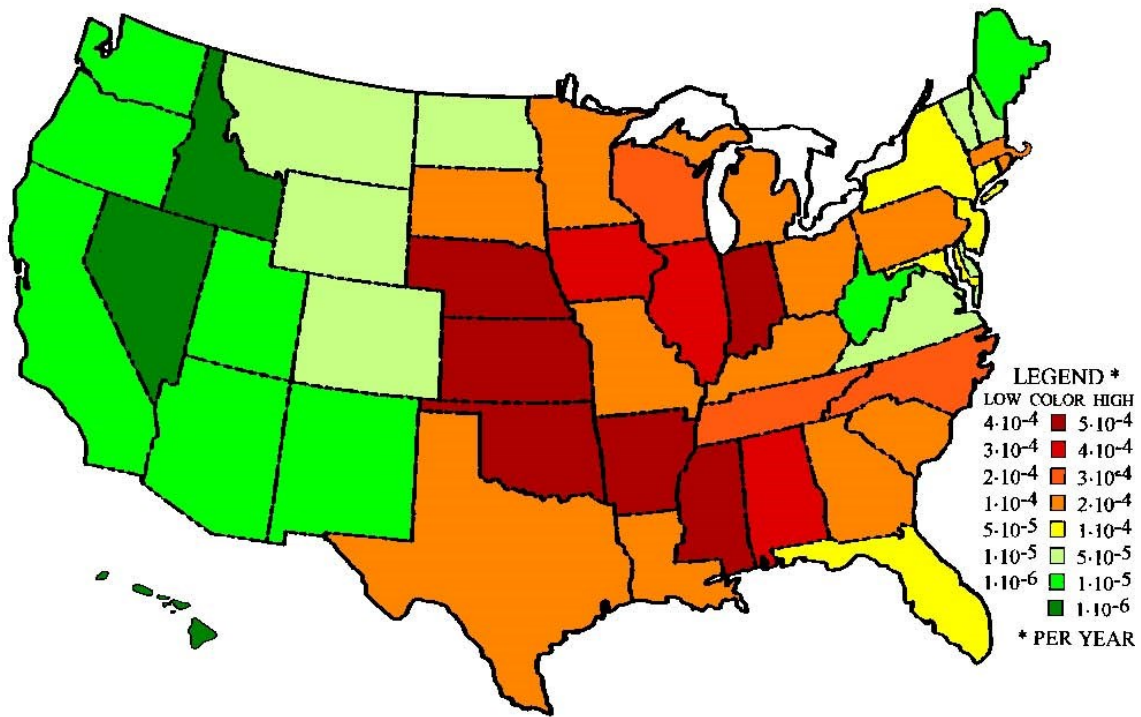 LEGEND *
LOW COLOR HIGH
4·10-4 5·10-4
3·10-4 4·10-4
2·10-4 3·10-4
1·10-4 2·10-4
5·10-5 1·10-4
1·10-5 5·10-5
1·10-6 1·10-5
1·10-6
* PER YEAR